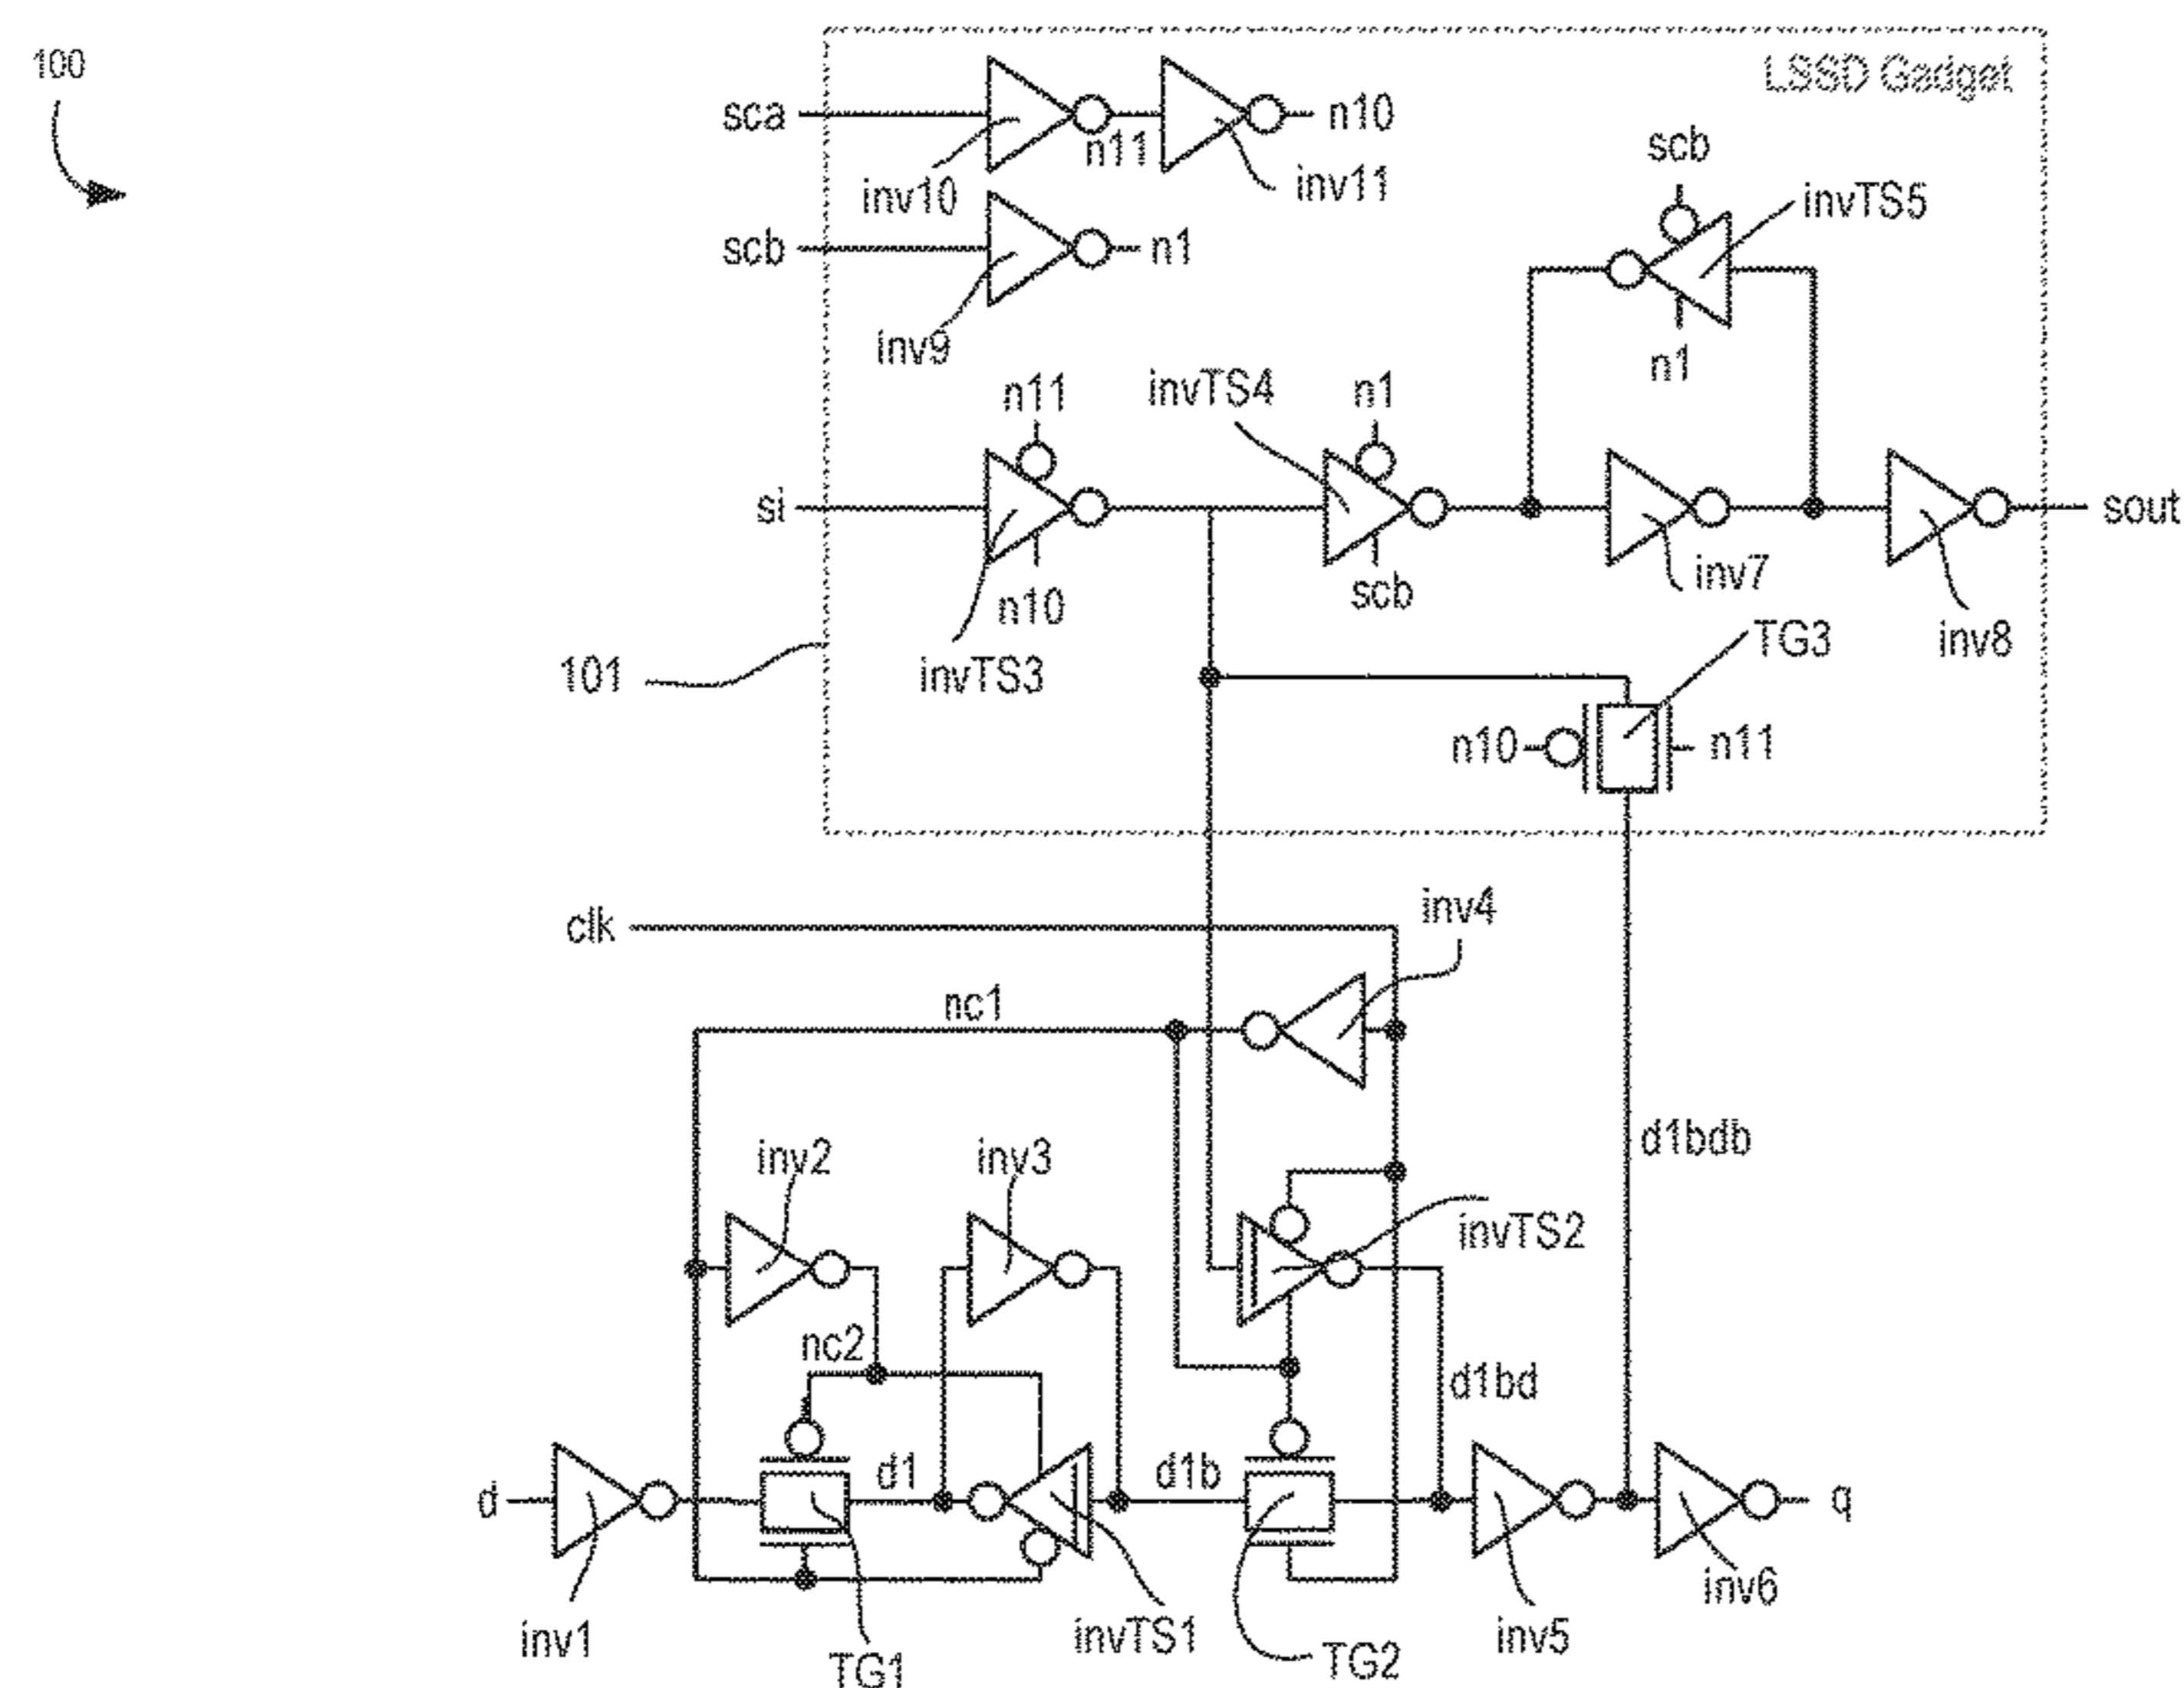 100
LSSD Gadget
sca
n11
n10
inv10
inv11
scb
invTS5
scb
n1
inv9
n1
n11
invTS4
n1
si
sout
n10
scb
inv7
101
invTS3
TG3
inv8
n10
n11
clk
inv4
nc1
d1bdb
inv2
inv3
invTS2
nc2
d1bd
d
d1
d1b
q
inv1
TG1
invTS1
TG2
inv5
inv6